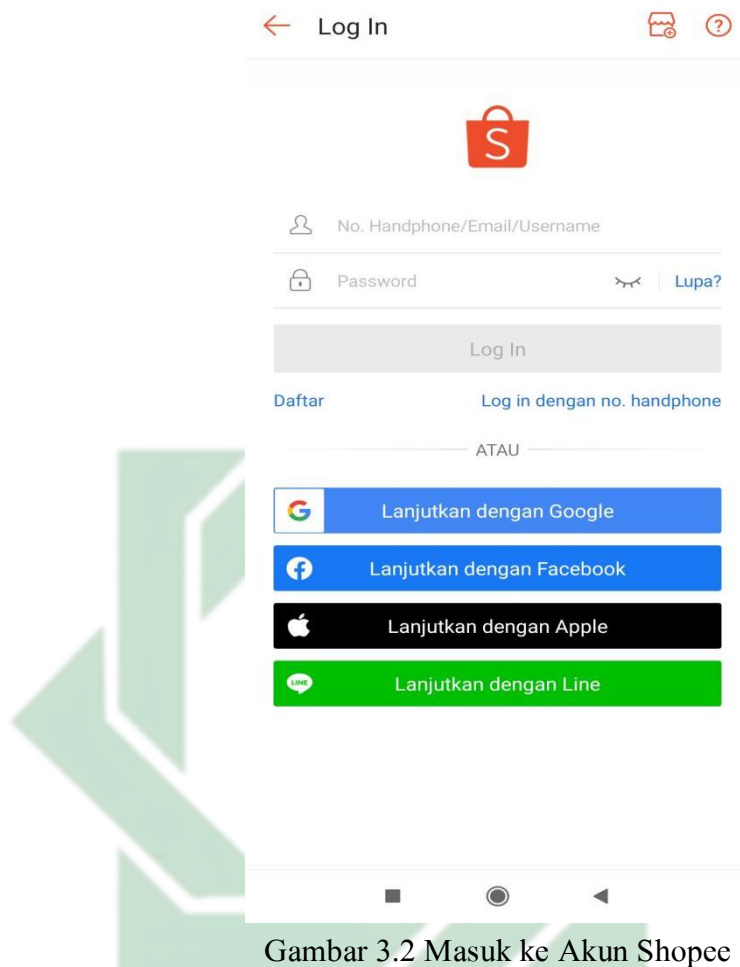 Log In
?
S
No. Handphone/Email/Username
Password
Lupa?
Log In
Daftar
Log in dengan no. handphone
ATAU
G
Lanjutkan dengan Google
f
Lanjutkan dengan Facebook
Lanjutkan dengan Apple
LINE
Lanjutkan dengan Line
Gambar 3.2 Masuk ke Akun Shopee